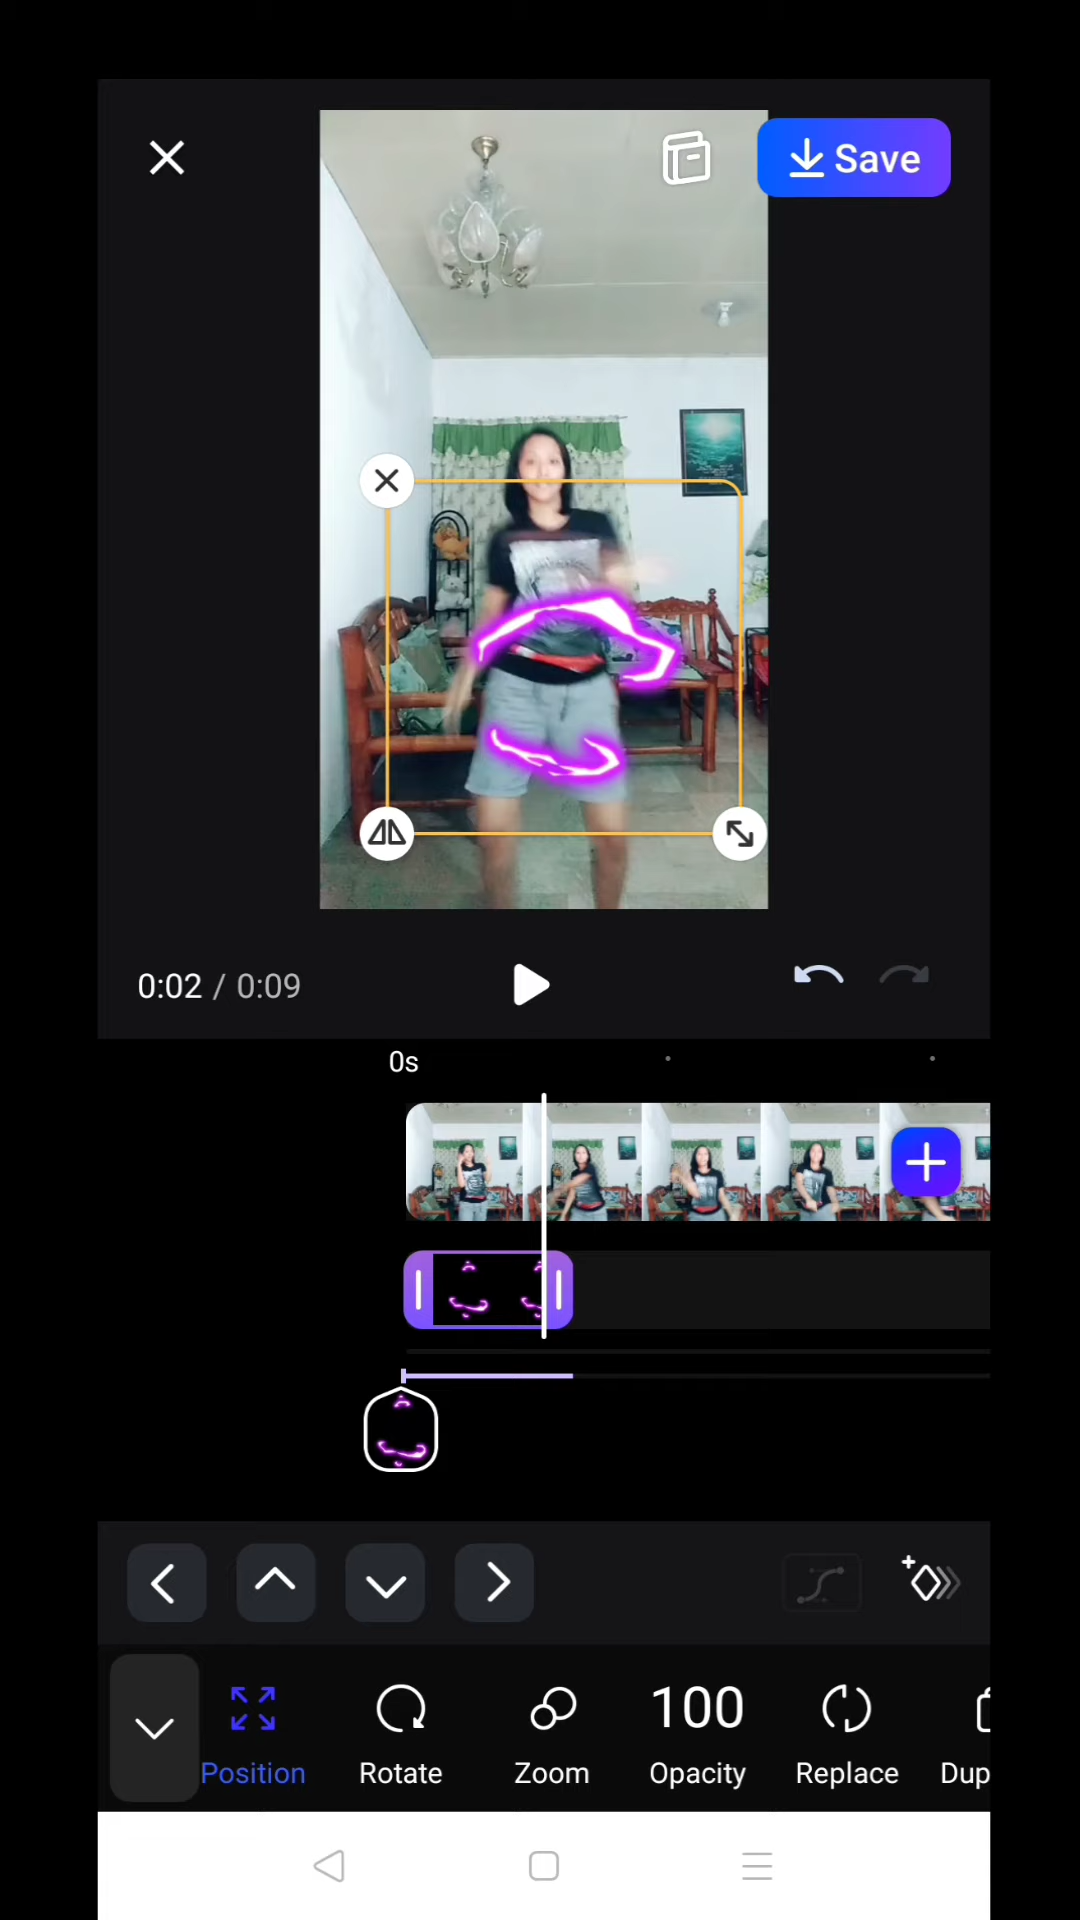 Save
0:02 / 0:09
0s
100
Position
Rotate
Zoom
Opacity
Replace
Dup